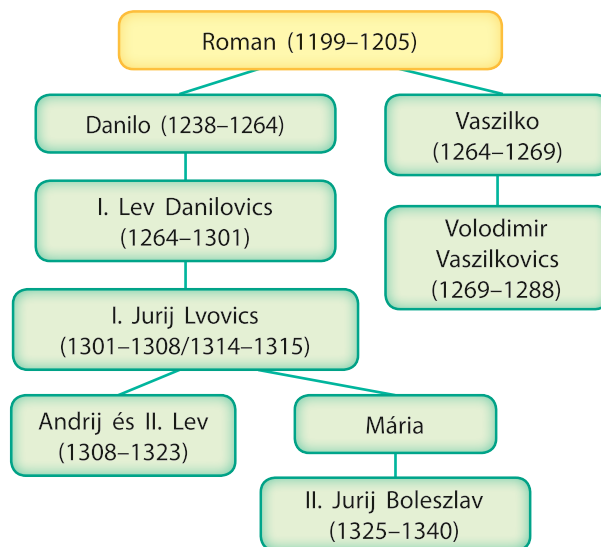 Roman (1199–1205)
Danilo (1238–1264)
Vaszilko
(1264–1269)
I. Lev Danilovics
(1264–1301)
Volodimir
Vaszilkovics
(1269–1288)
I. Jurij Lvovics
(1301–1308/1314–1315)
Andrij és II. Lev
(1308–1323)
Mária
II. Jurij Boleszlav
(1325–1340)